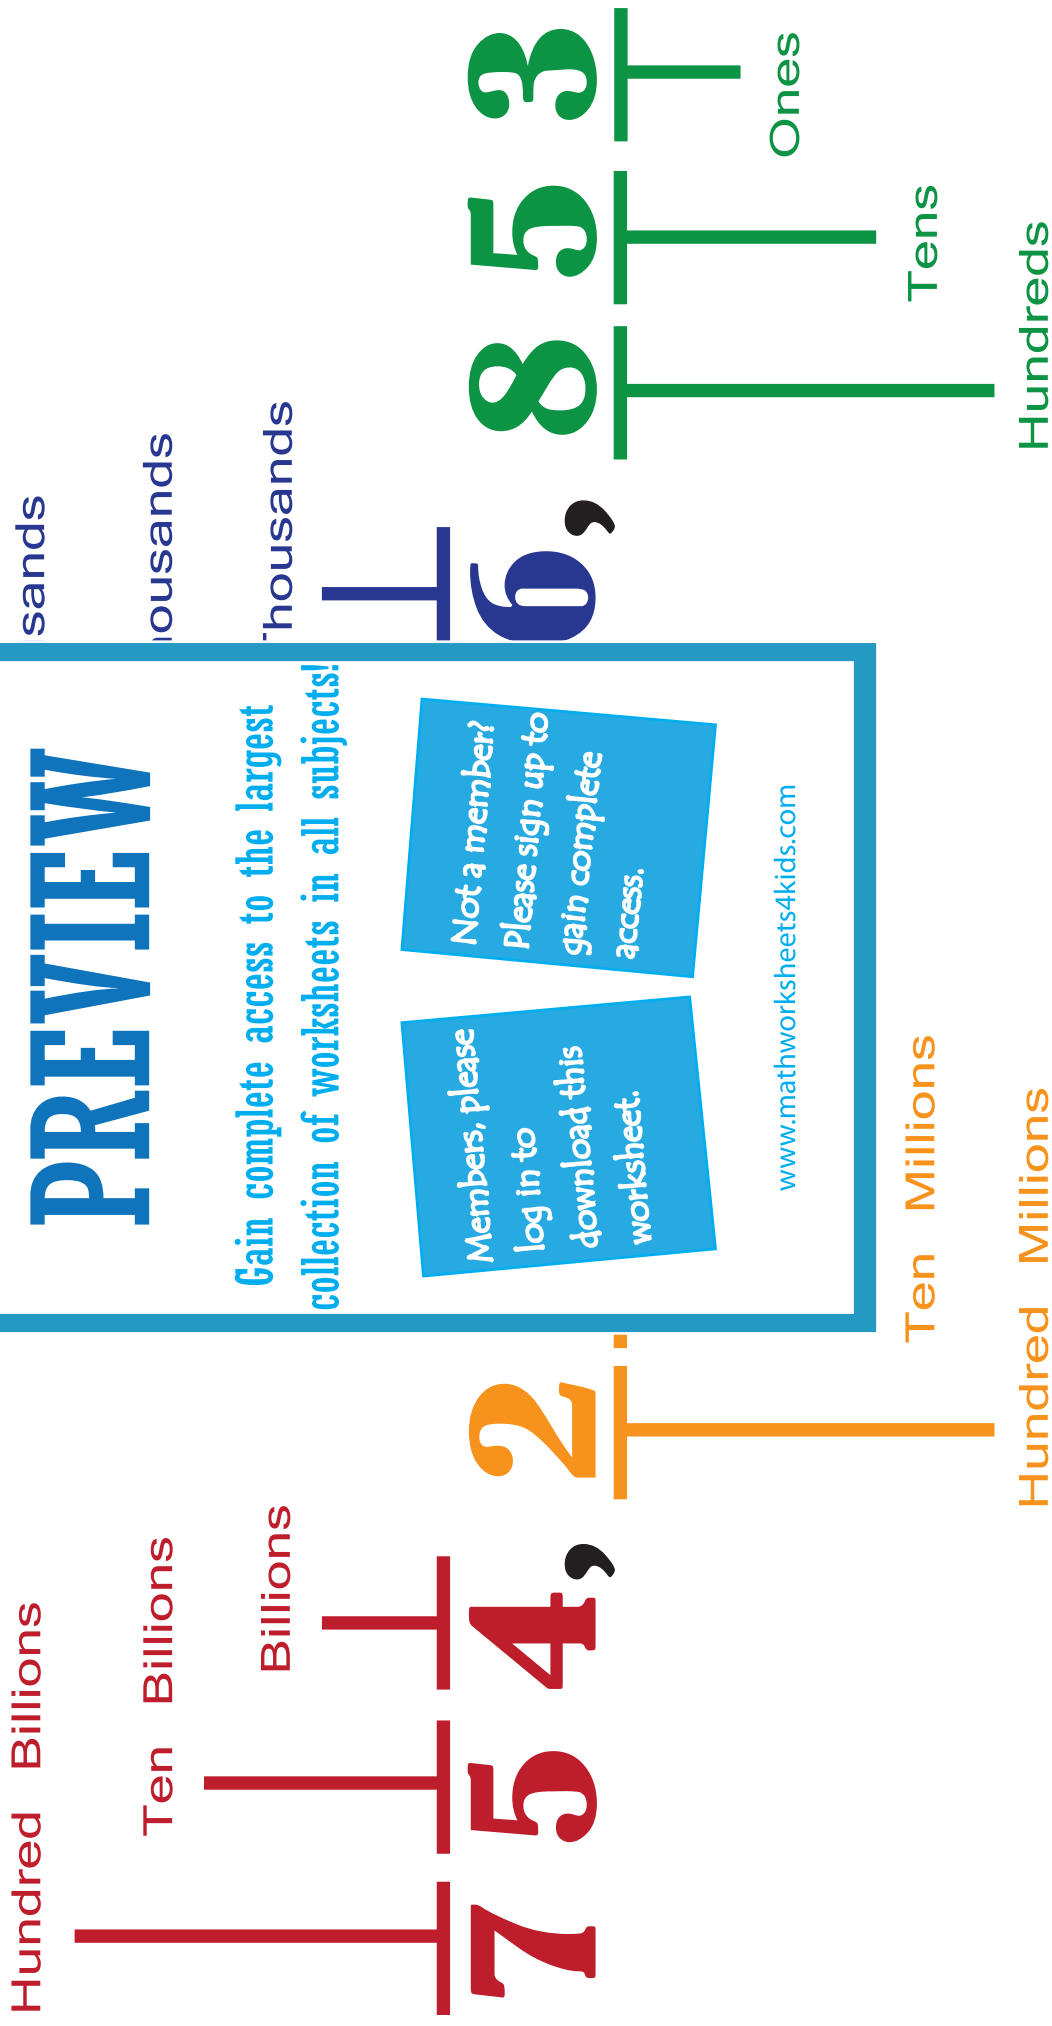 Hundred Billions
Ten Billions
Billions
sands
housands
Thousands
7 5 4, 2
6, 8 5 3
Ten Millions
Hundred Millions
Ones
Tens
Hundreds
PREVIEW
Gain complete access to the largest
collection of worksheets in all subjects!
Members, please
log in to
download this
worksheet.
Not a member?
Please sign up to
gain complete
access.
www.mathworksheets4kids.com